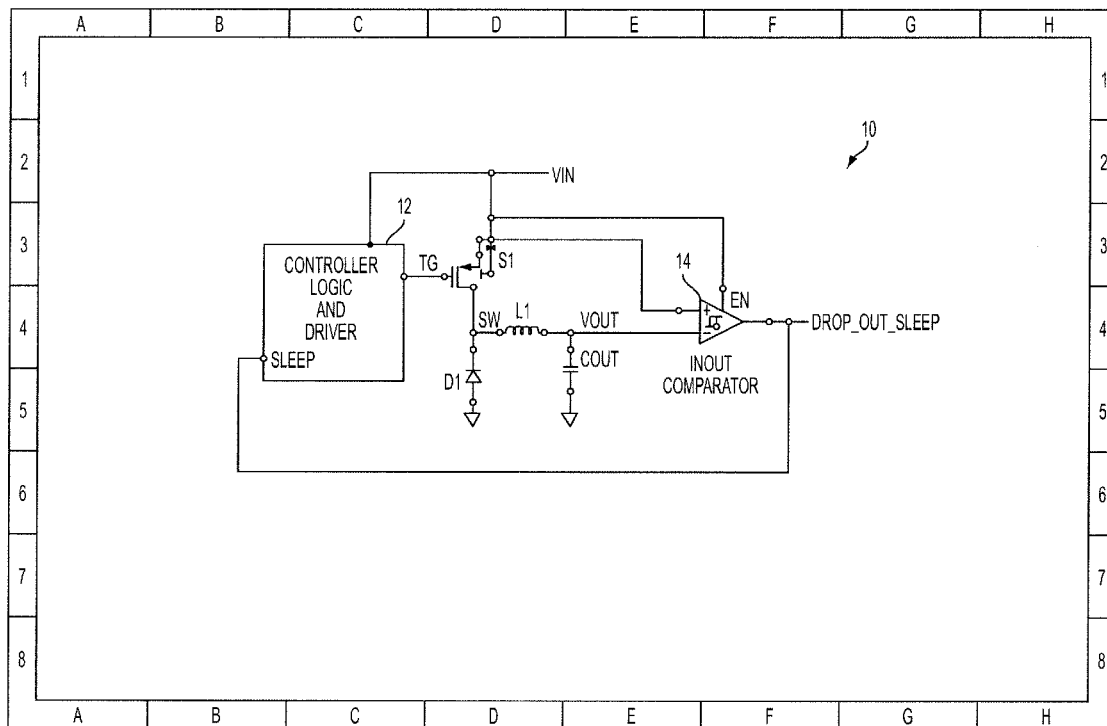 A B C D E F G H
1 1
2 2
3 3
4 4
5 5
6 6
7 7
8 8
10
VIN
12
CONTROLLER
LOGIC
AND
DRIVER
SLEEP
TG
S1
14
EN
+
−
SW
L1
VOUT
DROP_OUT_SLEEP
COUT
INOUT
COMPARATOR
D1
A B C D E F G H